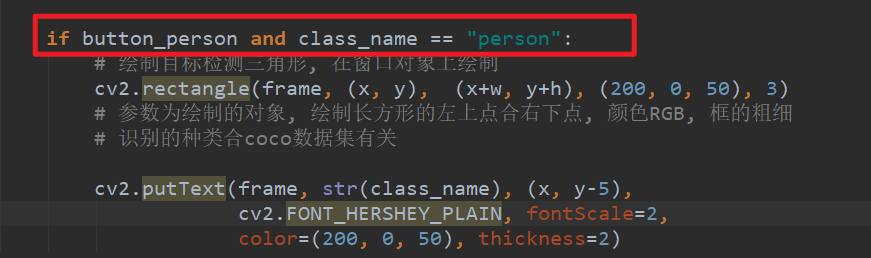 if button_person and class_name == "person":
# 绘制目标检测三角形, 在窗口对象上绘制
cv2.rectangle(frame, (x, y),  (x+w, y+h), (200, 0, 50), 3)
# 参数为绘制的对象, 绘制长方形的左上点合右下点, 颜色RGB, 框的粗细
# 识别的种类合coco数据集有关
cv2.putText(frame, str(class_name), (x, y-5),
cv2.FONT_HERSHEY_PLAIN, fontScale=2,
color=(200, 0, 50), thickness=2)